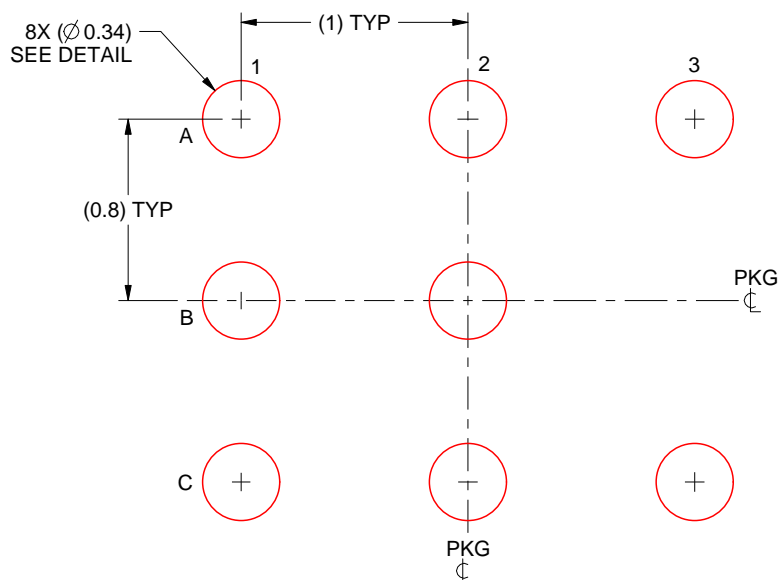 (1) TYP
8X (Ø 0.34)
SEE DETAIL
1
2
3
A
(0.8) TYP
PKG
℄
B
C
PKG
℄